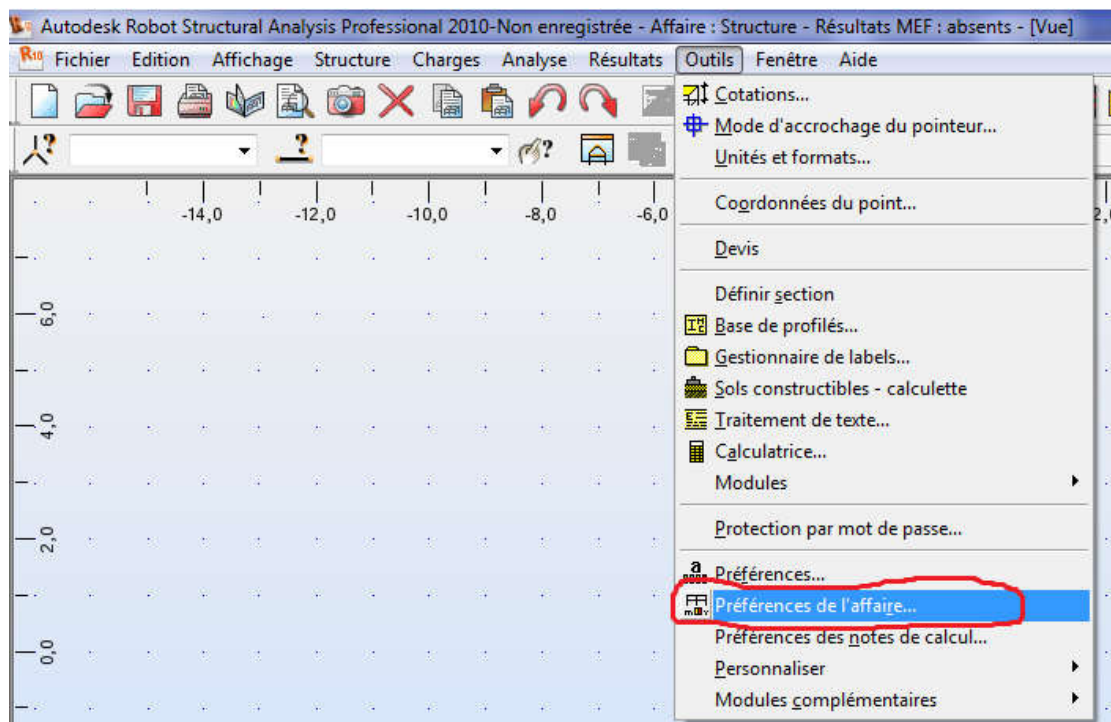 Autodesk Robot Structural Analysis Professional 2010-Non enregistrée - Affaire : Structure - Résultats MEF : absents - [Vue]
Fichier Edition Affichage Structure Charges Analyse Résultats Outils Fenêtre Aide
Cotations...
Mode d'accrochage du pointeur...
Unités et formats...
-14,0 -12,0 -10,0 -8,0 -6,0
Coordonnées du point...
Devis
Définir section
6,0
Base de profilés...
Gestionnaire de labels...
Sols constructibles - calculette
4,0
Traitement de texte...
Calculatrice...
Modules
2,0
Protection par mot de passe...
Préférences...
Préférences de l'affaire...
Préférences des notes de calcul...
0,0
Personnaliser
Modules complémentaires